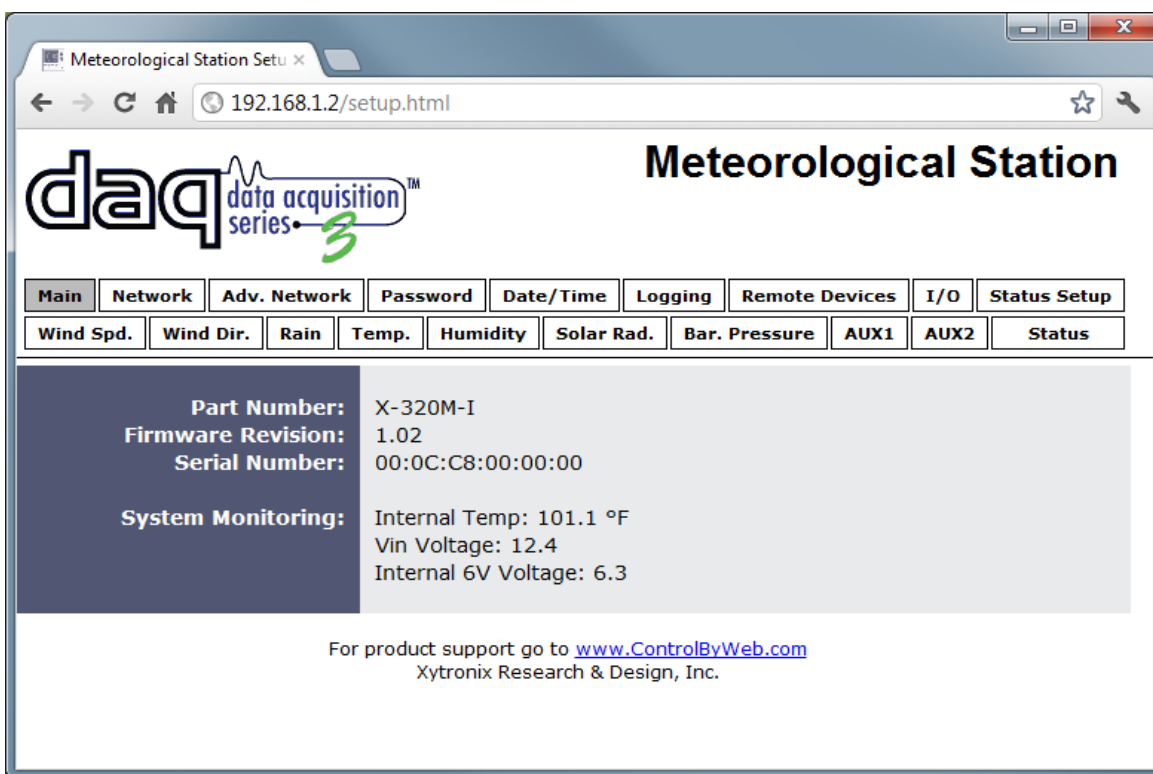 Meteorological Station Setu
192.168.1.2/setup.html
daq data acquisition series 3 ™
Meteorological Station
Main Network Adv. Network Password Date/Time Logging Remote Devices I/O Status Setup
Wind Spd. Wind Dir. Rain Temp. Humidity Solar Rad. Bar. Pressure AUX1 AUX2 Status
Part Number: X-320M-I
Firmware Revision: 1.02
Serial Number: 00:0C:C8:00:00:00
System Monitoring: Internal Temp: 101.1 °F
Vin Voltage: 12.4
Internal 6V Voltage: 6.3
For product support go to www.ControlByWeb.com
Xytronix Research & Design, Inc.